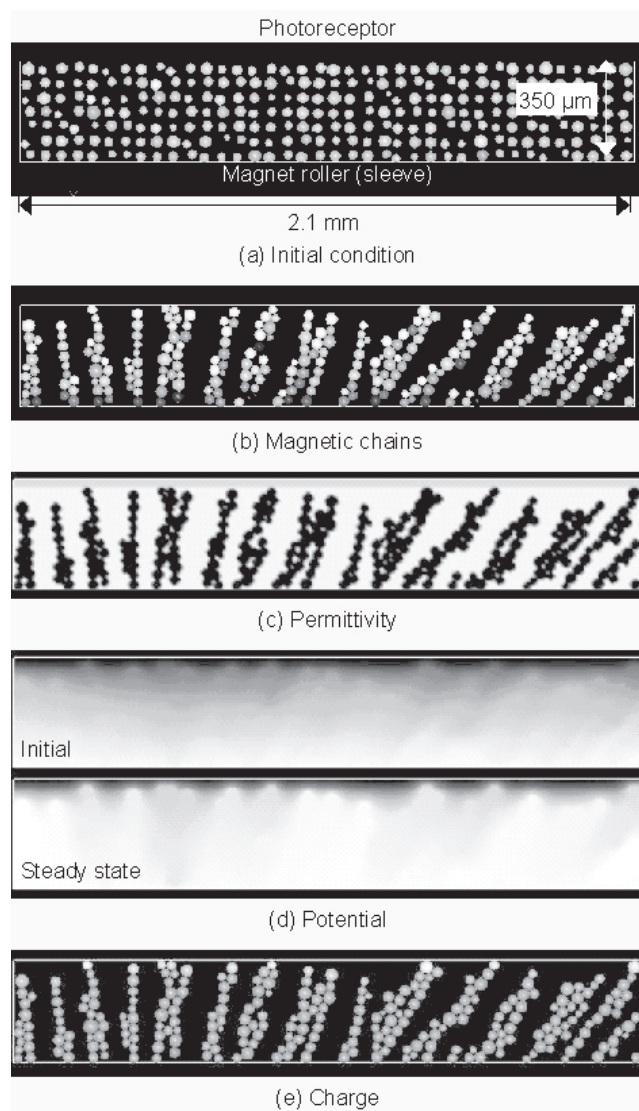 Photoreceptor
350 µm
Magnet roller (sleeve)
2.1 mm
(a) Initial condition
(b) Magnetic chains
(c) Permittivity
Initial
Steady state
(d) Potential
(e) Charge